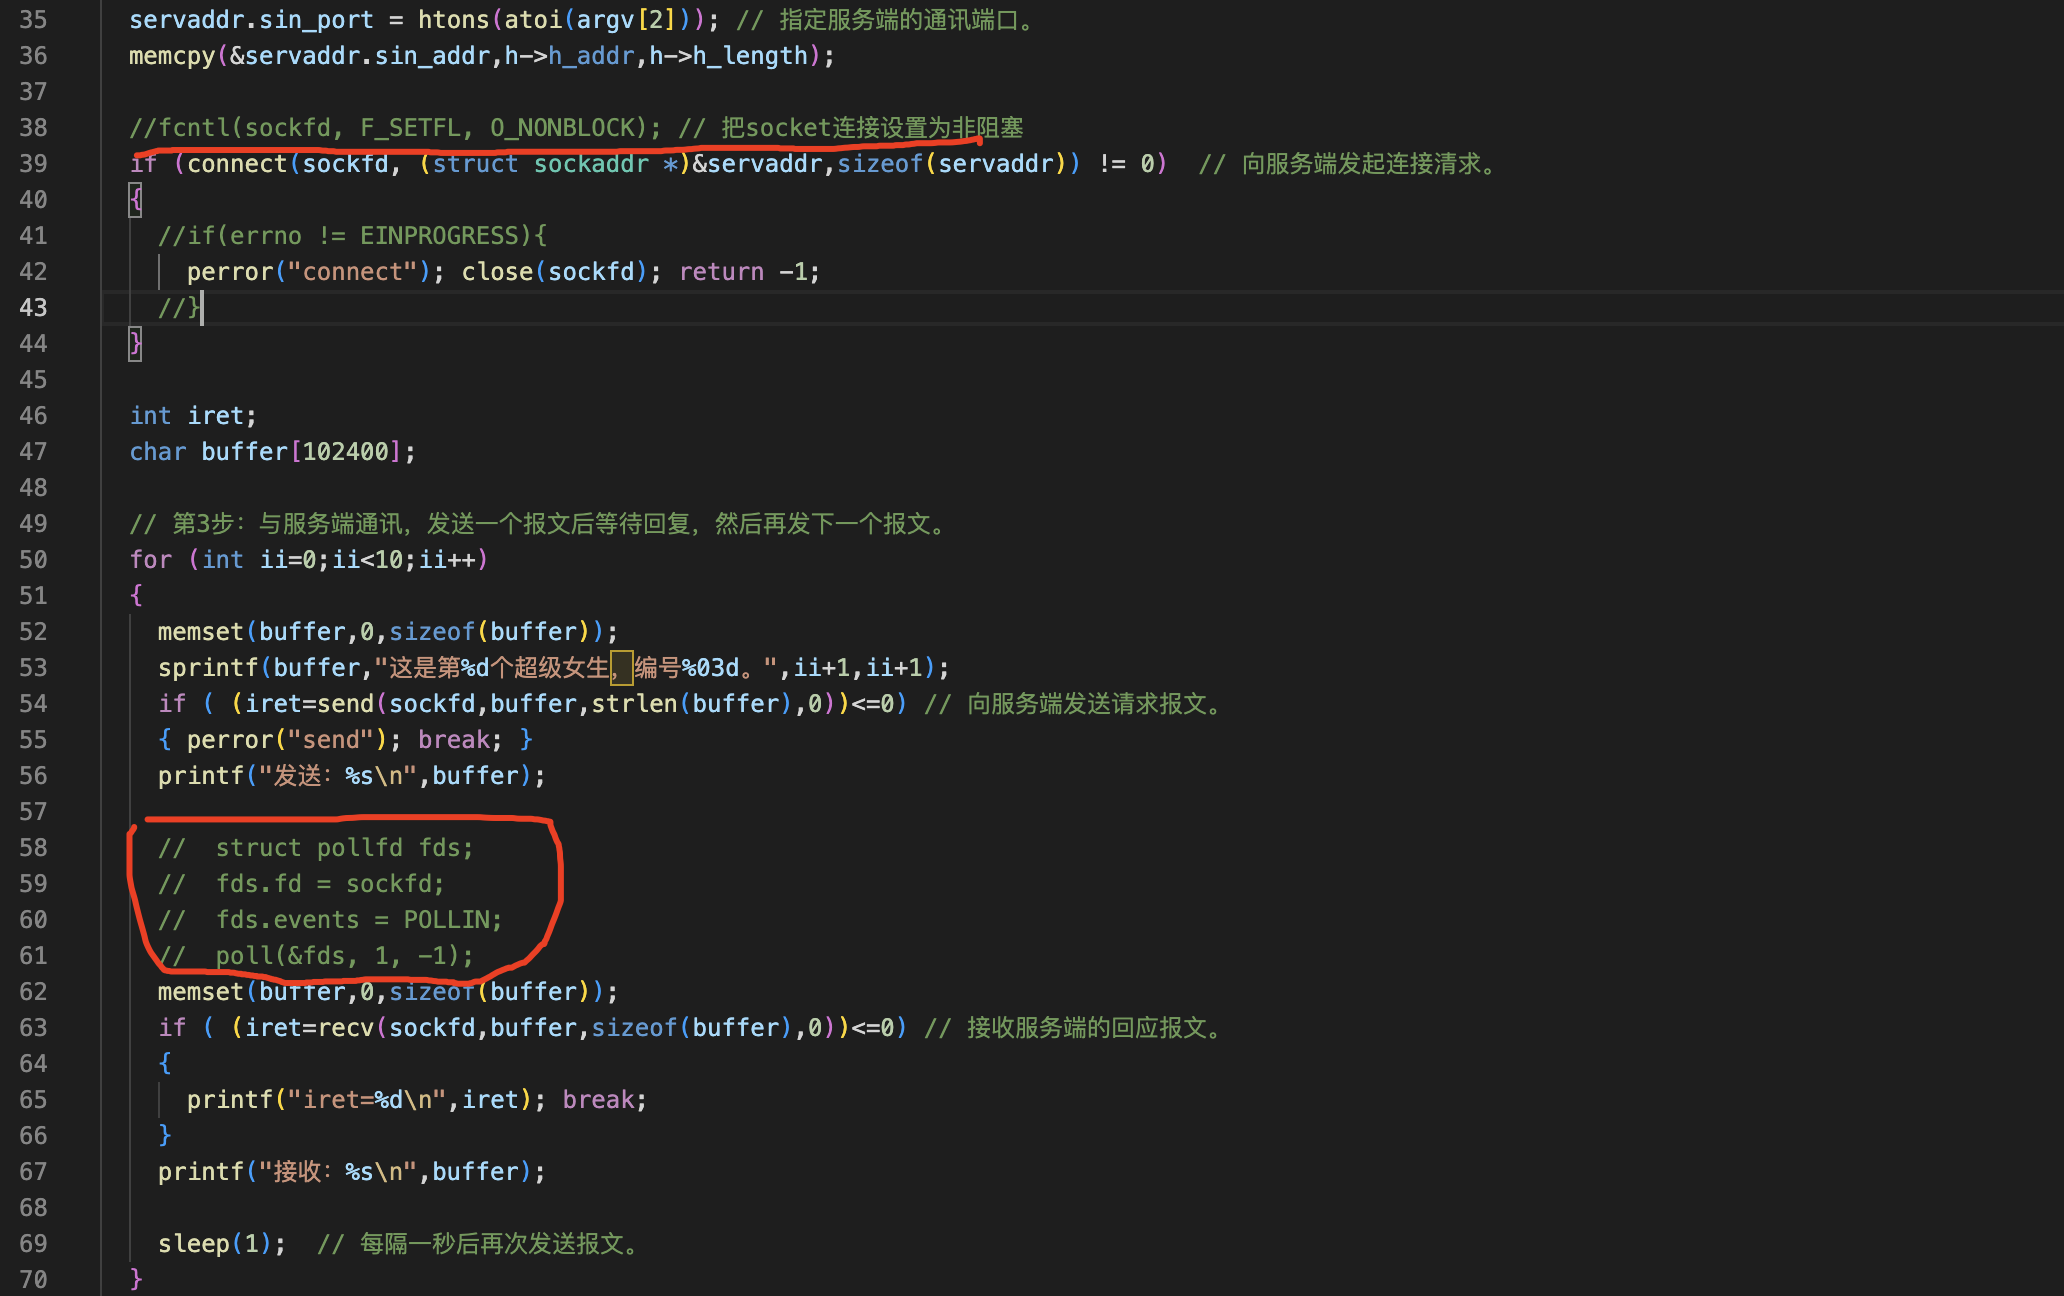 35 servaddr.sin_port = htons(atoi(argv[2])); // 指定服务端的通讯端口。
36 memcpy(&servaddr.sin_addr,h->h_addr,h->h_length);
37
38 //fcntl(sockfd, F_SETFL, O_NONBLOCK); // 把socket连接设置为非阻塞
39 if (connect(sockfd, (struct sockaddr *)&servaddr,sizeof(servaddr)) != 0)  // 向服务端发起连接清求。
40 {
41   //if(errno != EINPROGRESS){
42     perror("connect"); close(sockfd); return -1;
43   //}
44 }
45
46 int iret;
47 char buffer[102400];
48
49 // 第3步：与服务端通讯，发送一个报文后等待回复，然后再发下一个报文。
50 for (int ii=0;ii<10;ii++)
51 {
52   memset(buffer,0,sizeof(buffer));
53   sprintf(buffer,"这是第%d个超级女生，编号%03d。",ii+1,ii+1);
54   if ( (iret=send(sockfd,buffer,strlen(buffer),0))<=0) // 向服务端发送请求报文。
55   { perror("send"); break; }
56   printf("发送：%s\n",buffer);
57
58   //  struct pollfd fds;
59   //  fds.fd = sockfd;
60   //  fds.events = POLLIN;
61   //  poll(&fds, 1, -1);
62   memset(buffer,0,sizeof(buffer));
63   if ( (iret=recv(sockfd,buffer,sizeof(buffer),0))<=0) // 接收服务端的回应报文。
64   {
65     printf("iret=%d\n",iret); break;
66   }
67   printf("接收：%s\n",buffer);
68
69   sleep(1);  // 每隔一秒后再次发送报文。
70 }